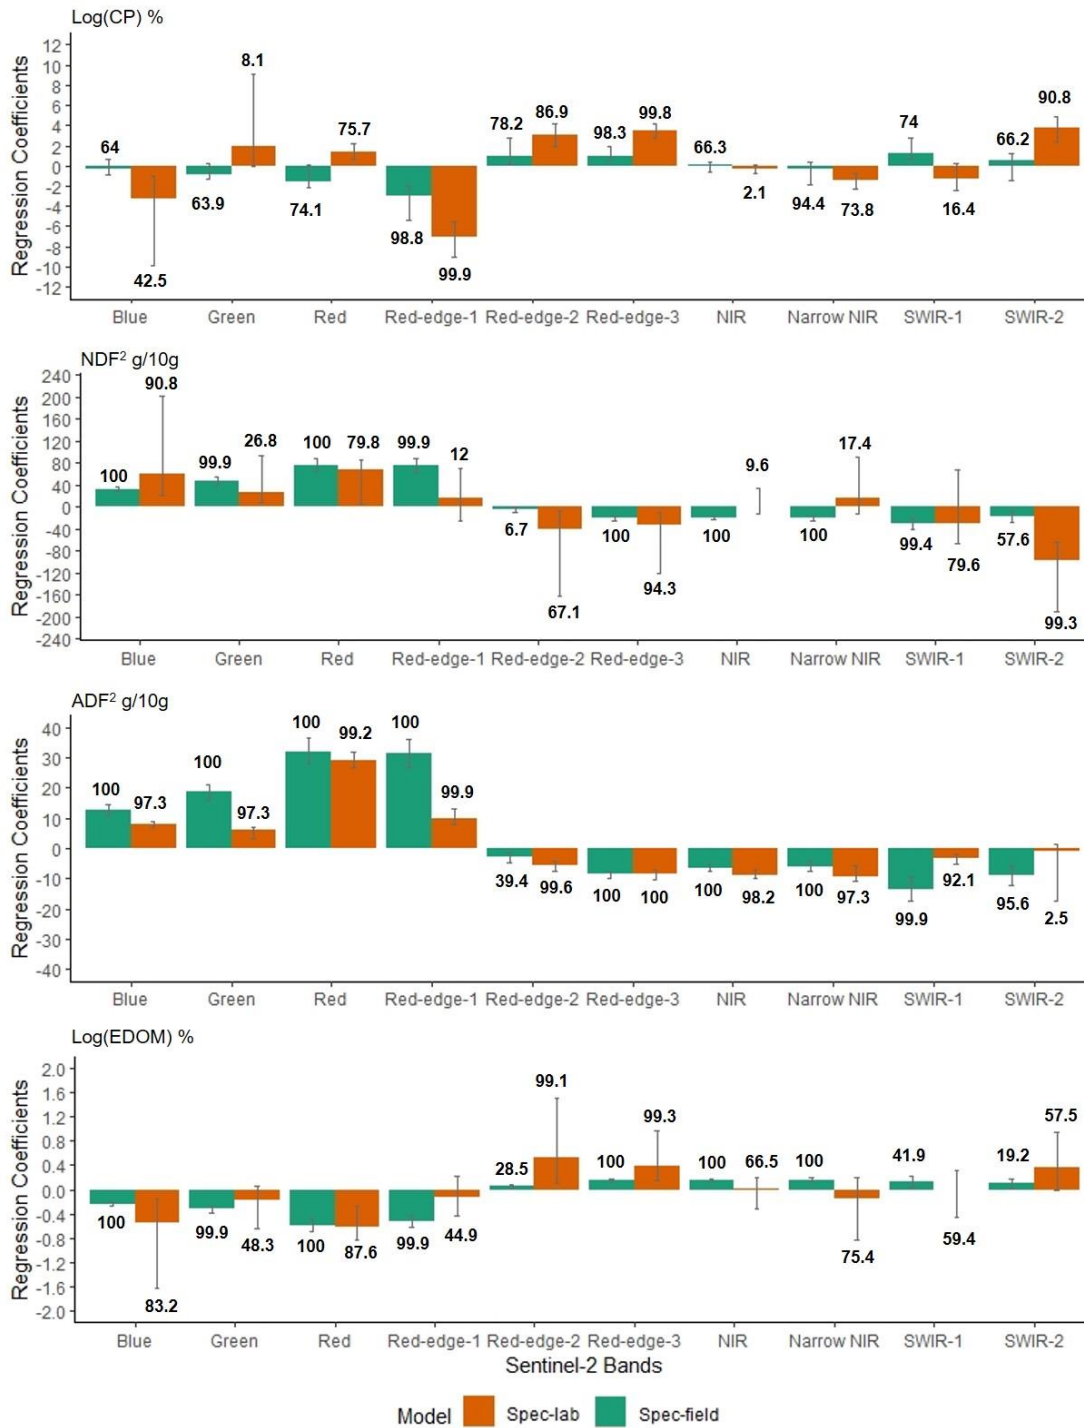 Log(CP) %
Regression Coefficients
12
10
8
6
4
2
0
-2
-4
-6
-8
-10
-12
64 42.5 63.9 8.1 74.1 75.7 98.8 99.9 78.2 86.9 98.3 99.8 66.3 2.1 94.4 73.8 74 16.4 66.2 90.8
Blue Green Red Red-edge-1 Red-edge-2 Red-edge-3 NIR Narrow NIR SWIR-1 SWIR-2
NDF² g/10g
Regression Coefficients
240
200
160
120
80
40
0
-40
-80
-120
-160
-200
-240
100 90.8 99.9 26.8 100 79.8 99.9 12 6.7 67.1 100 94.3 100 9.6 100 17.4 99.4 79.6 57.6 99.3
Blue Green Red Red-edge-1 Red-edge-2 Red-edge-3 NIR Narrow NIR SWIR-1 SWIR-2
ADF² g/10g
Regression Coefficients
40
30
20
10
0
-10
-20
-30
-40
100 97.3 100 97.3 100 99.2 100 99.9 39.4 99.6 100 100 100 98.2 100 97.3 99.9 92.1 95.6 2.5
Blue Green Red Red-edge-1 Red-edge-2 Red-edge-3 NIR Narrow NIR SWIR-1 SWIR-2
Log(EDOM) %
Regression Coefficients
2.0
1.6
1.2
0.8
0.4
0.0
-0.4
-0.8
-1.2
-1.6
-2.0
100 83.2 99.9 48.3 100 87.6 99.9 44.9 28.5 99.1 100 99.3 100 66.5 100 75.4 41.9 59.4 19.2 57.5
Blue Green Red Red-edge-1 Red-edge-2 Red-edge-3 NIR Narrow NIR SWIR-1 SWIR-2
Sentinel-2 Bands
Model Spec-lab Spec-field